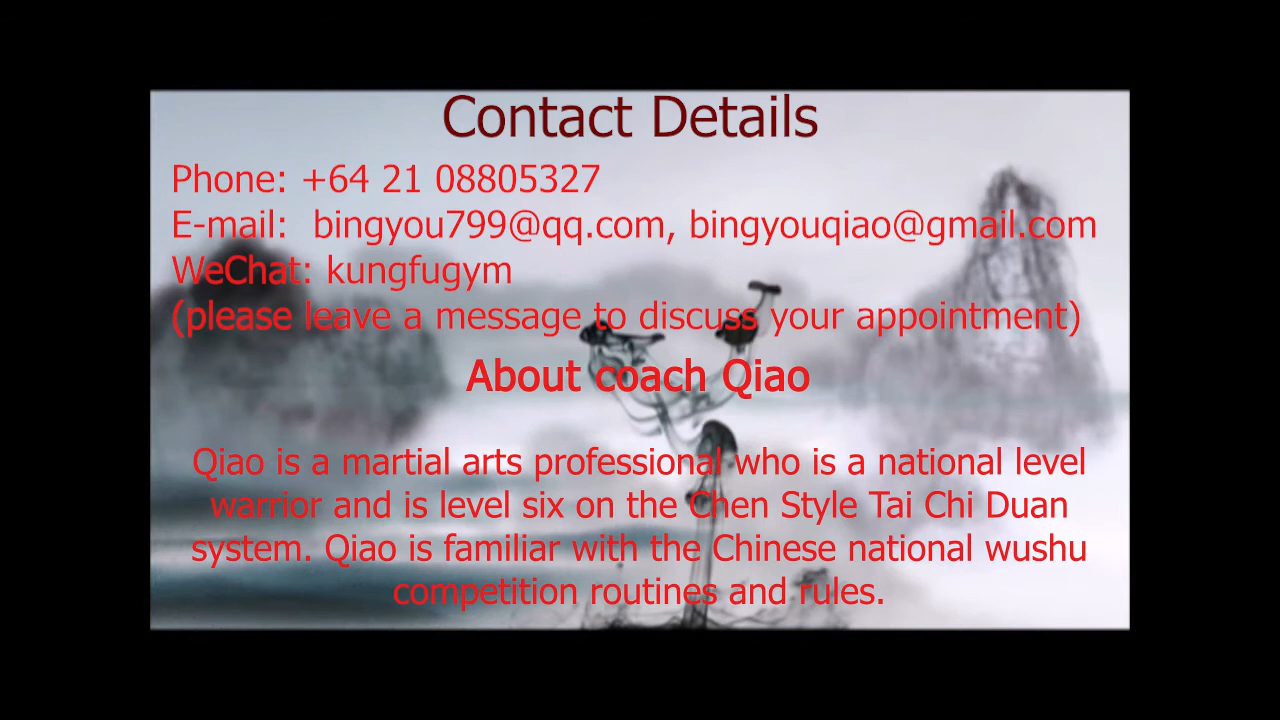 Contact Details
Phone: +64 21 08805327
E-mail:  bingyou799@qq.com, bingyouqiao@gmail.com
WeChat: kungfugym
(please leave a message to discuss your appointment)
About coach Qiao
Qiao is a martial arts professional who is a national level
warrior and is level six on the Chen Style Tai Chi Duan
system. Qiao is familiar with the Chinese national wushu
competition routines and rules.